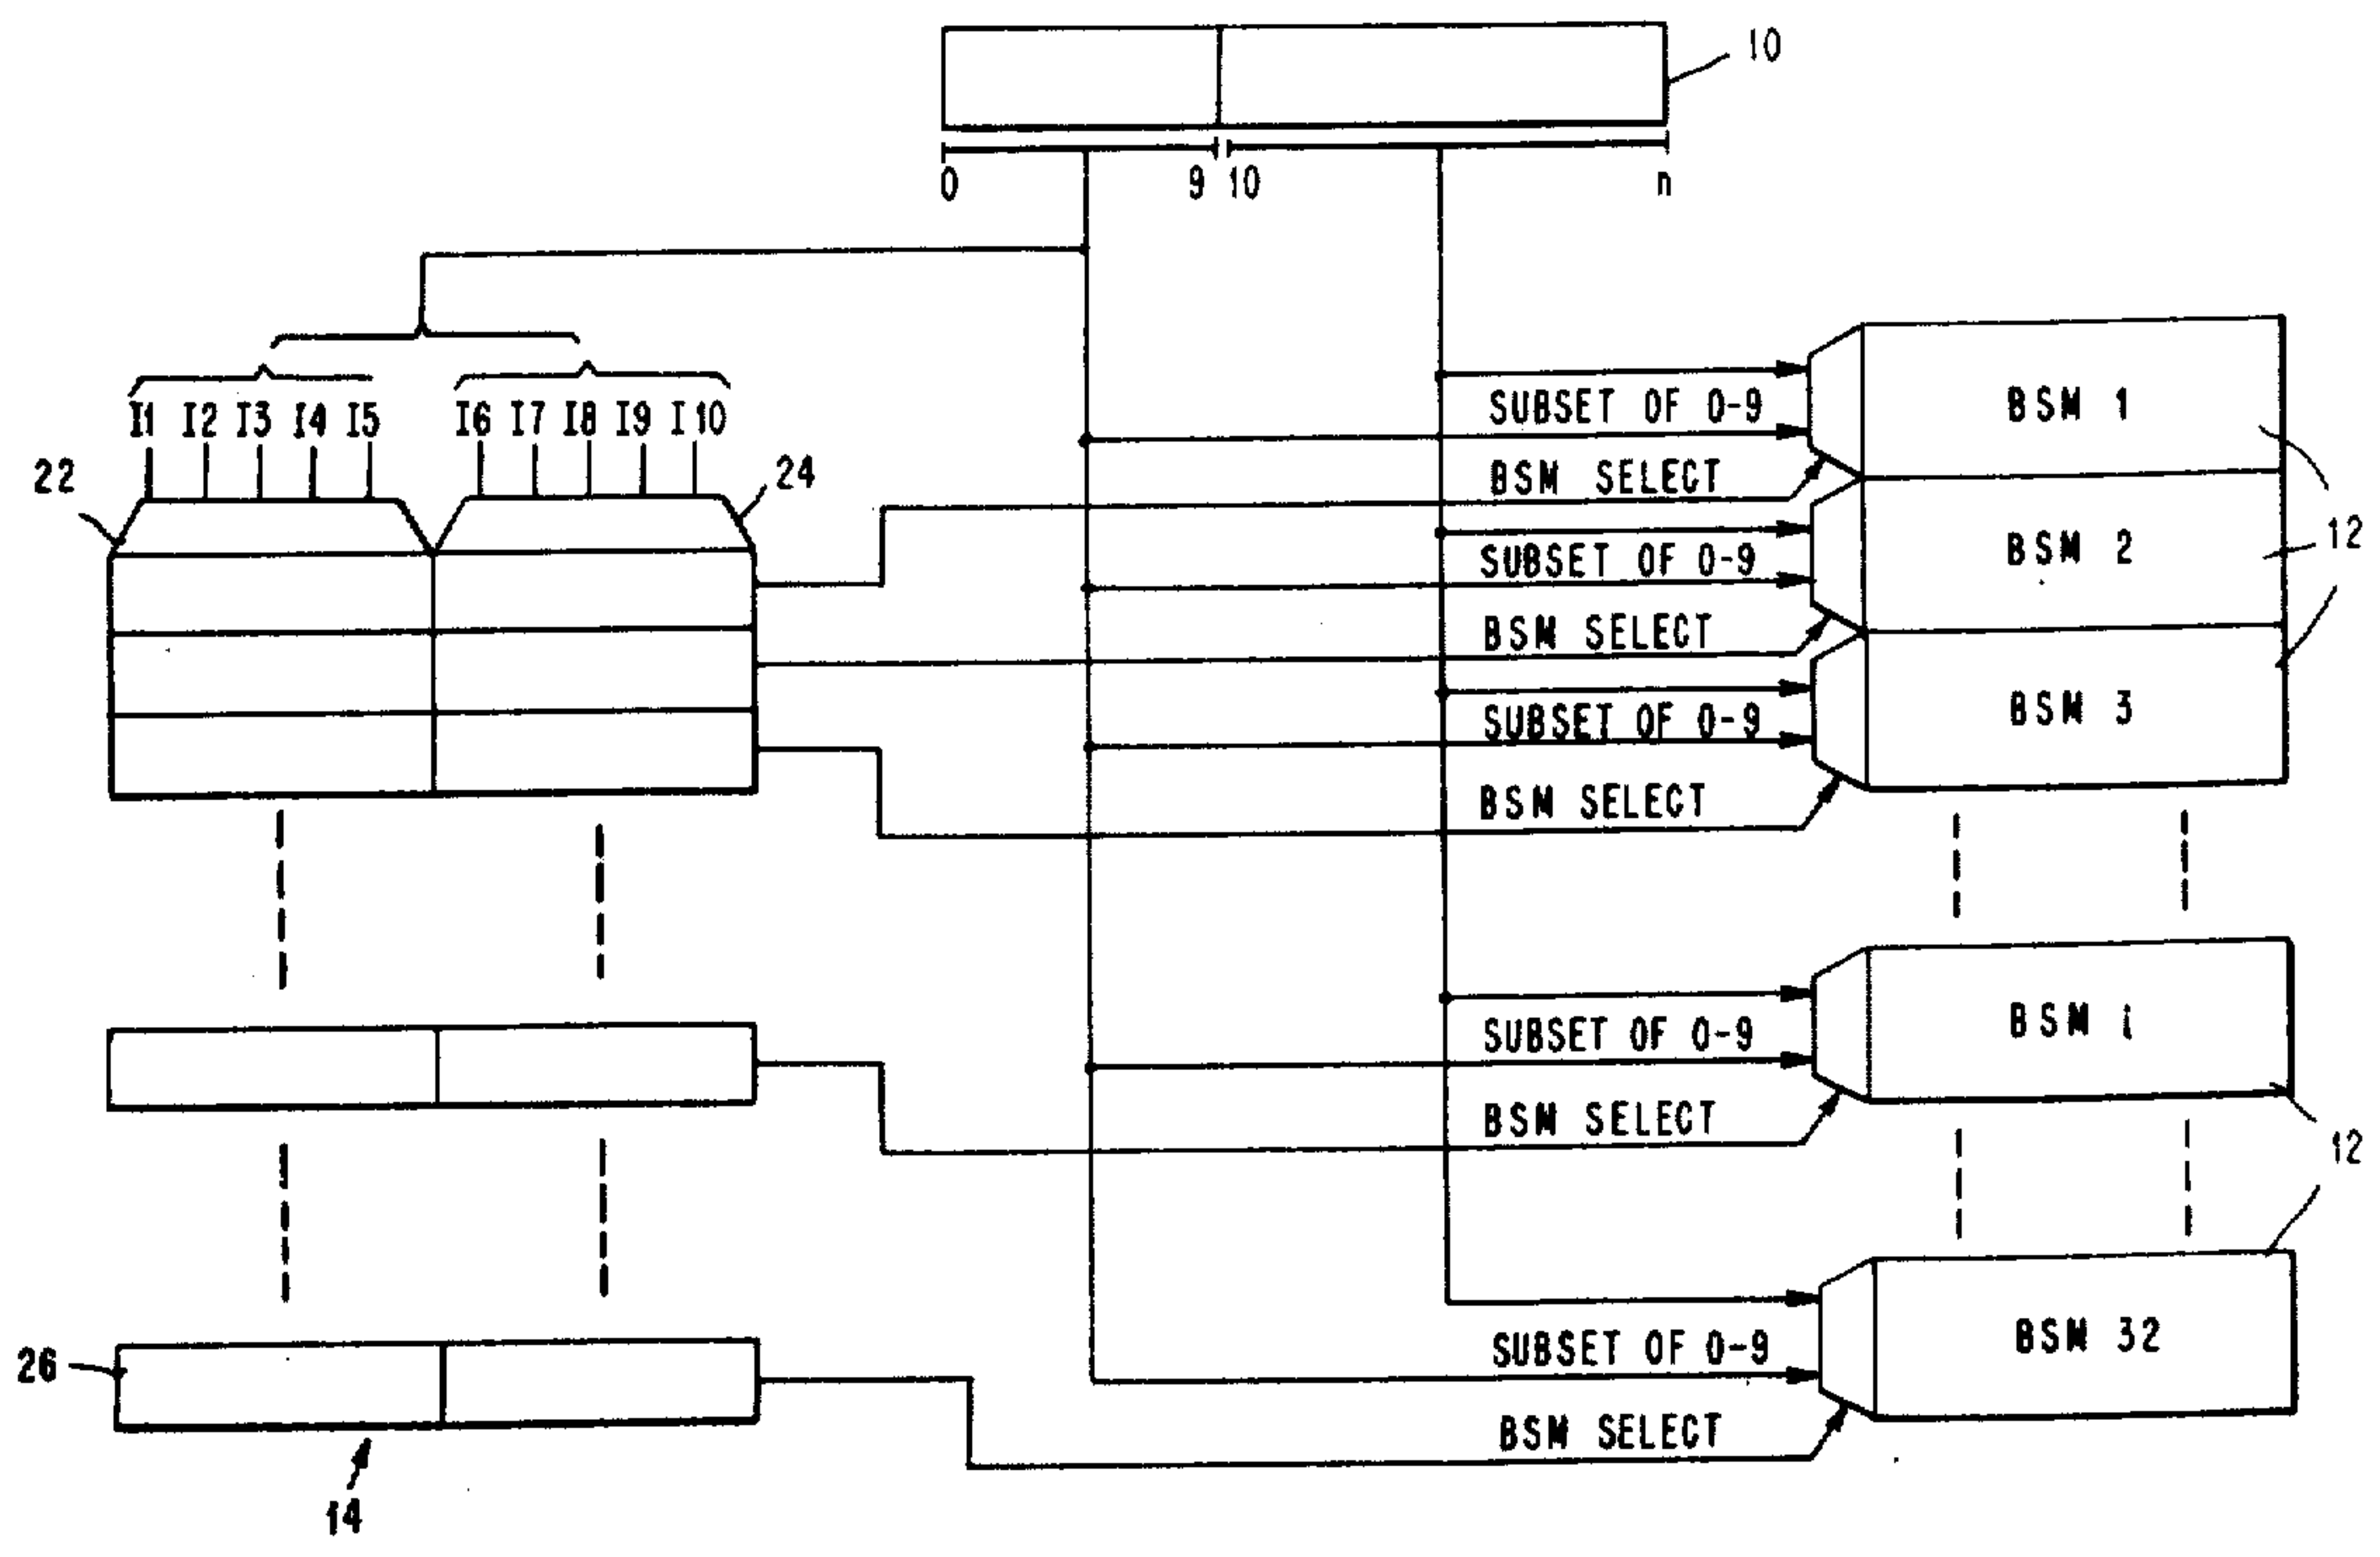 10
0 9 10 n
I1 I2 I3 I4 I5 I6 I7 I8 I9 I10
22
24
SUBSET OF 0-9
BSM SELECT
BSM 1
SUBSET OF 0-9
BSM SELECT
BSM 2
12
SUBSET OF 0-9
BSM SELECT
BSM 3
SUBSET OF 0-9
BSM SELECT
BSM i
12
26
SUBSET OF 0-9
BSM SELECT
BSM 32
14